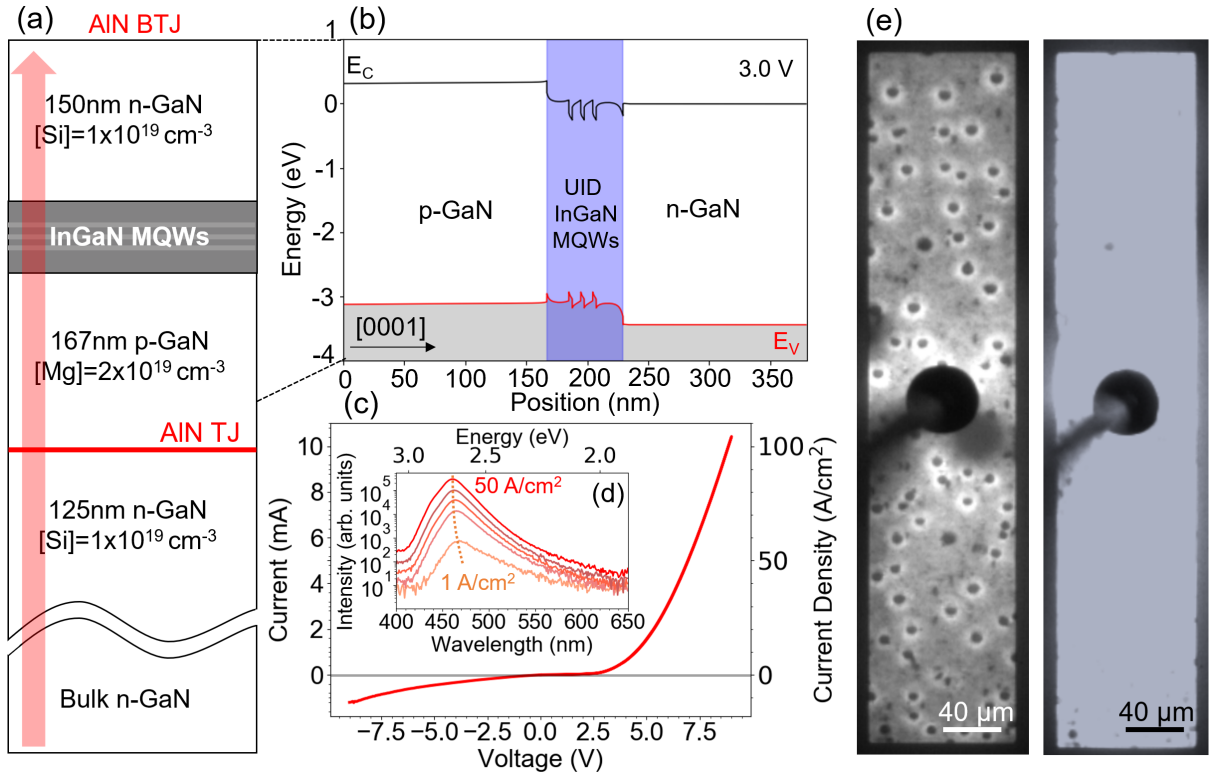 (a)
AlN BTJ
150nm n-GaN
[Si]=1x10¹⁹ cm⁻³
InGaN MQWs
167nm p-GaN
[Mg]=2x10¹⁹ cm⁻³
AlN TJ
125nm n-GaN
[Si]=1x10¹⁹ cm⁻³
Bulk n-GaN
(b)
1
0
-1
-2
-3
-4
Energy (eV)
E_C
3.0 V
p-GaN
UID
InGaN
MQWs
n-GaN
[0001]
E_V
0 50 100 150 200 250 300 350
Position (nm)
(c)
10
8
6
4
2
0
Current (mA)
100
50
0
Current Density (A/cm²)
−7.5 −5.0 −2.5 0.0 2.5 5.0 7.5
Voltage (V)
Energy (eV)
3.0 2.5 2.0
(d)
50 A/cm²
1 A/cm²
10⁵
10⁴
10³
10²
10¹
10
Intensity (arb. units)
400 450 500 550 600 650
Wavelength (nm)
(e)
40 µm
40 µm